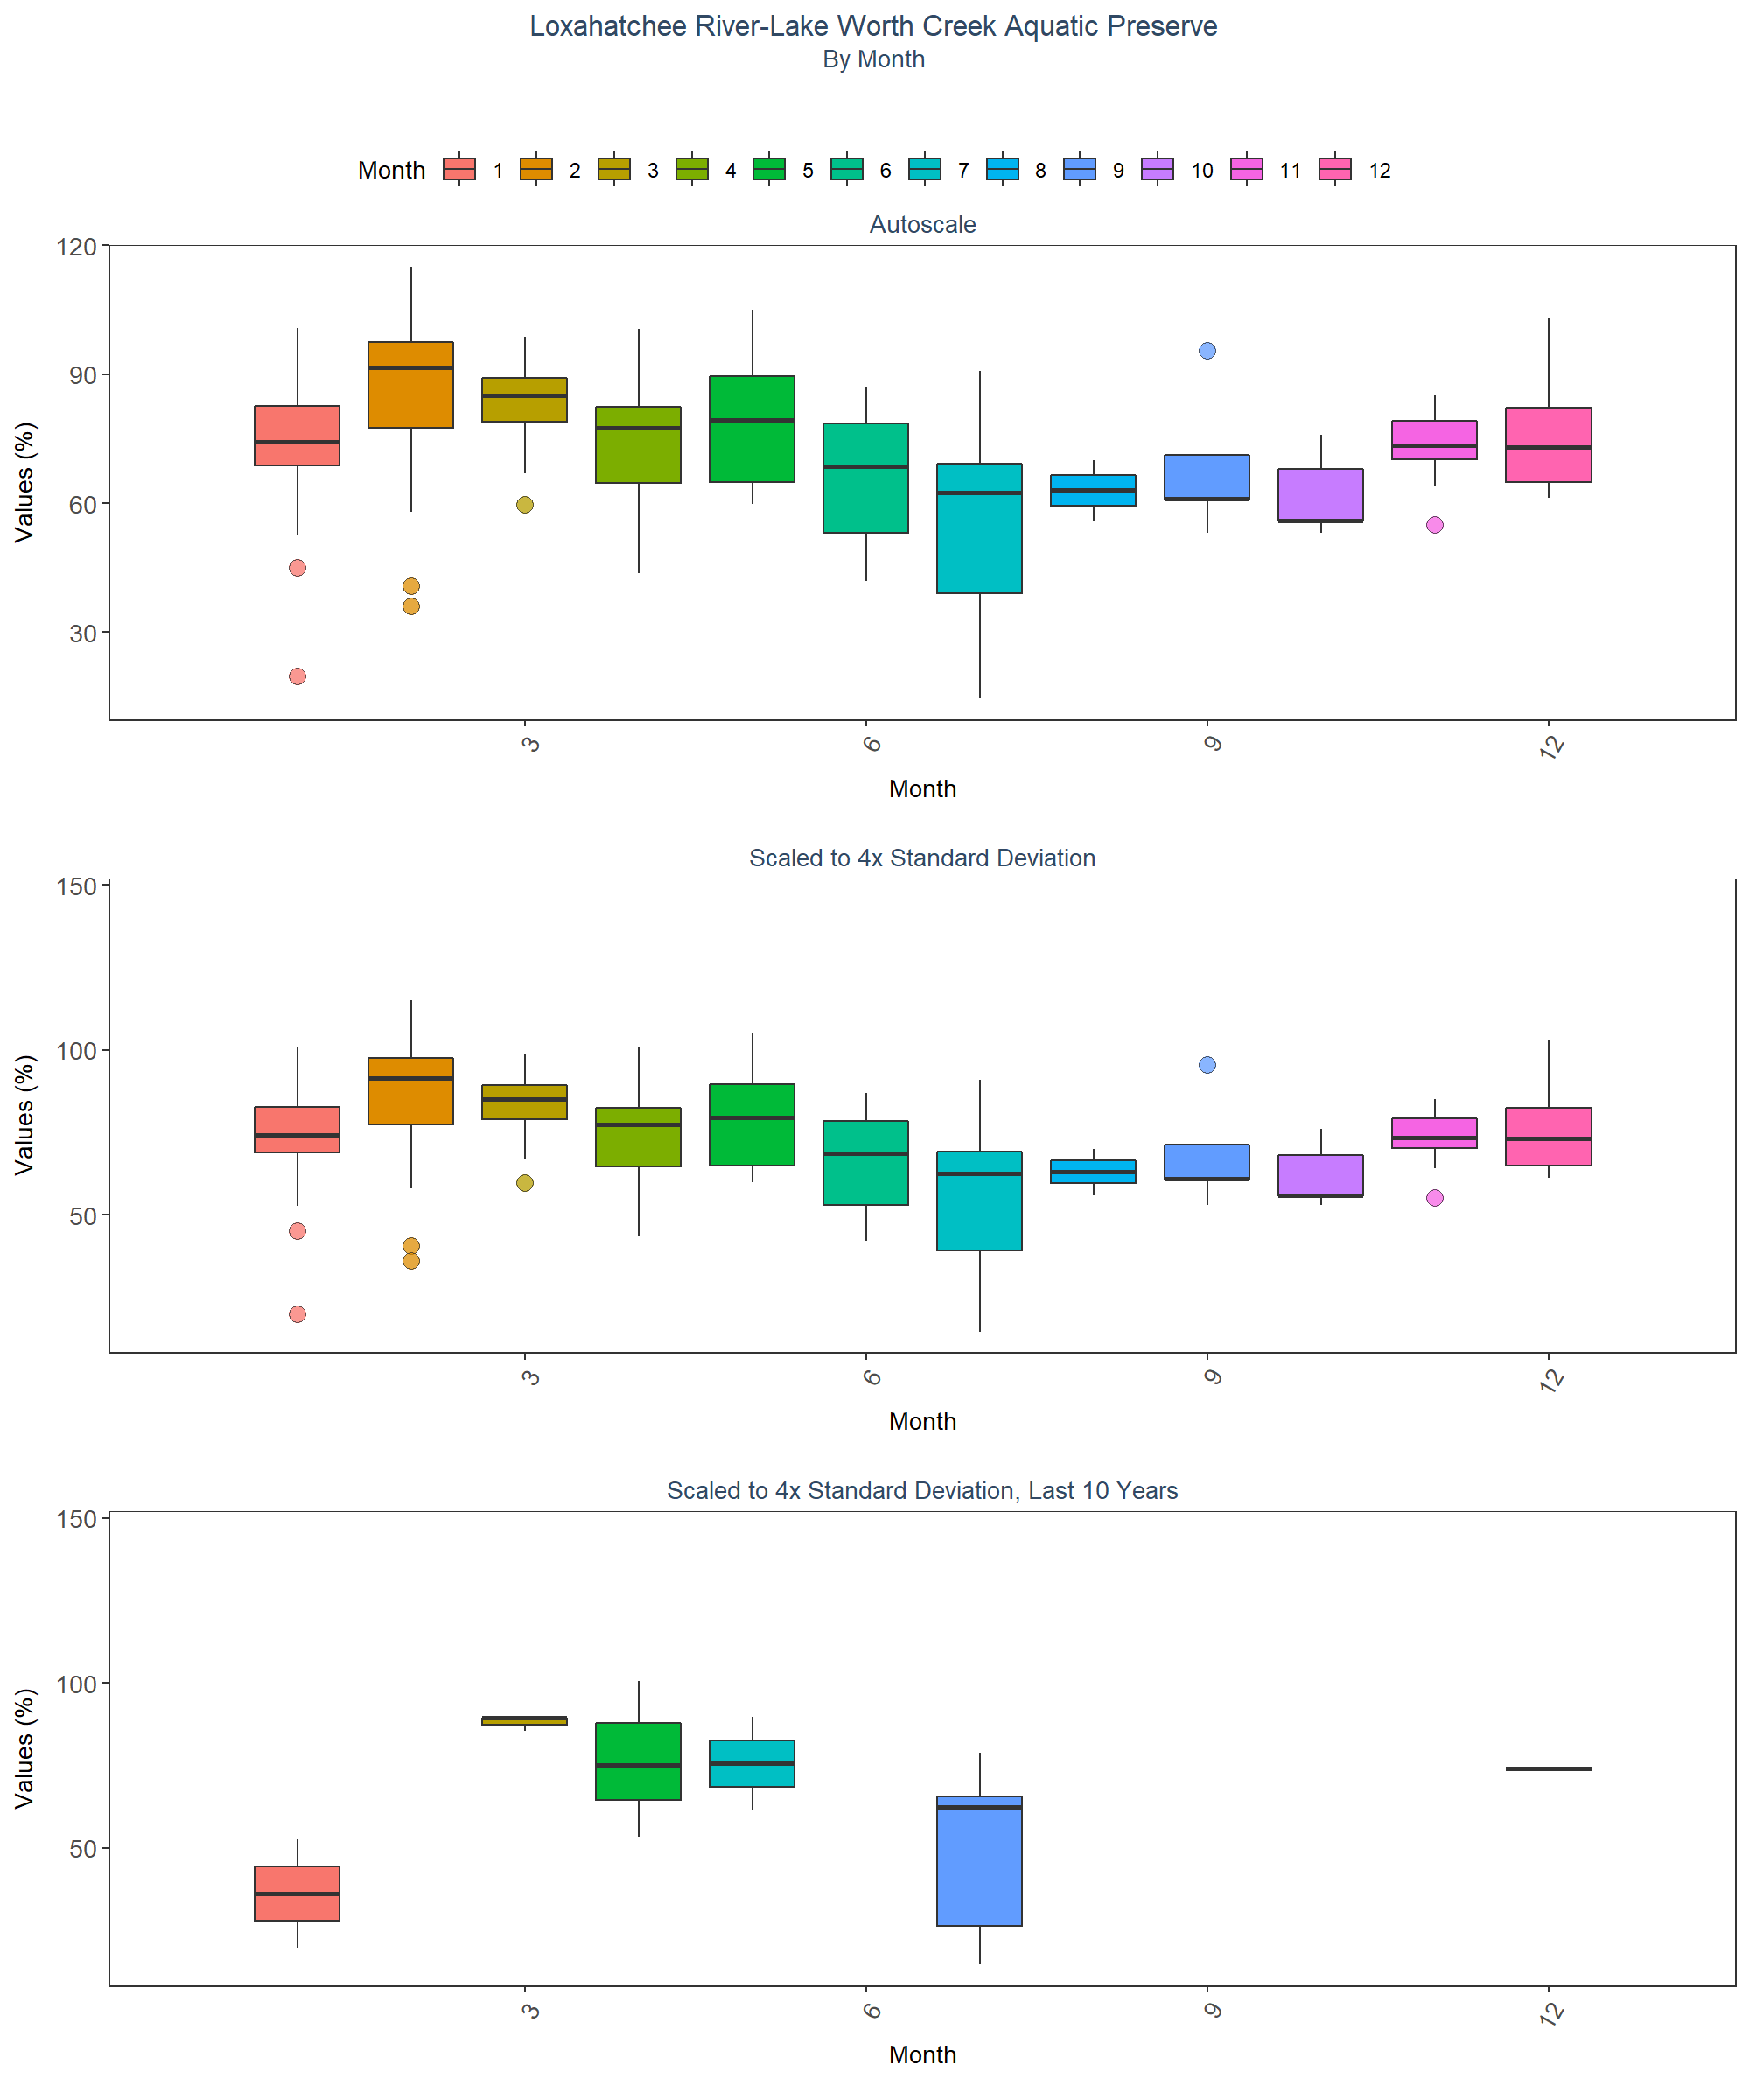 Loxahatchee River-Lake Worth Creek Aquatic Preserve
By Month
Month 1 2 3 4 5 6 7 8 9 10 11 12
Autoscale
120
90
60
30
Values (%)
3 6 9 12
Month
Scaled to 4x Standard Deviation
150
100
50
Values (%)
3 6 9 12
Month
Scaled to 4x Standard Deviation, Last 10 Years
150
100
50
Values (%)
3 6 9 12
Month